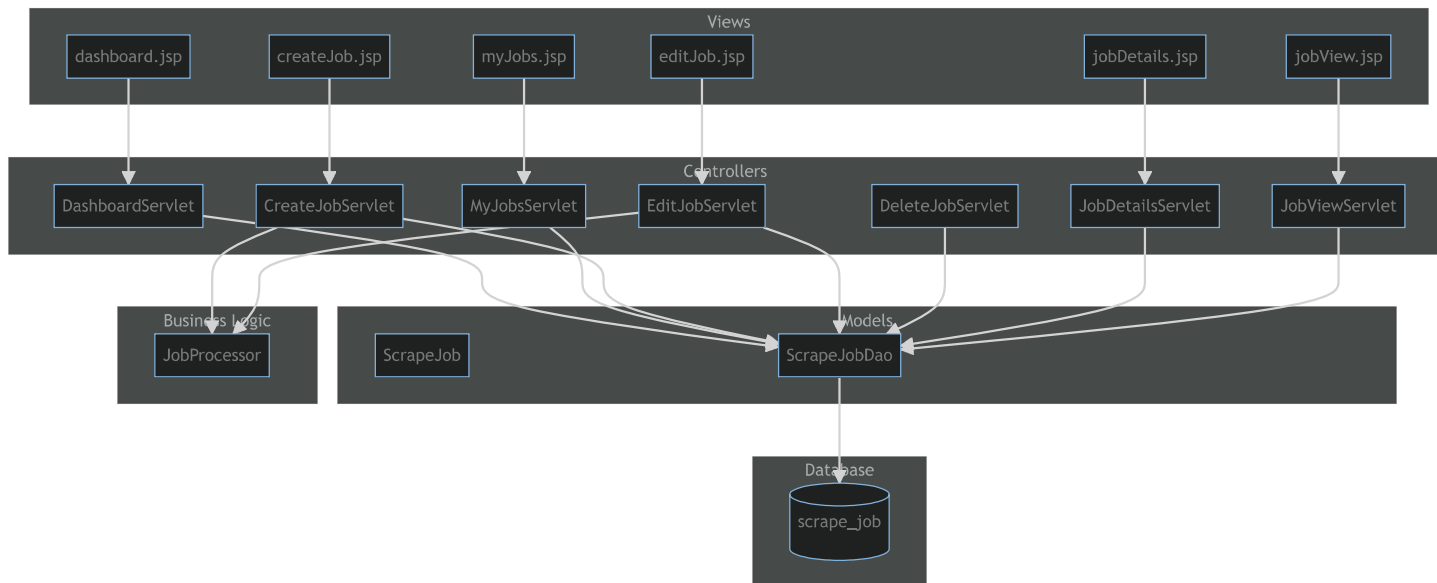 Views
dashboard.jsp
createJob.jsp
myJobs.jsp
editJob.jsp
jobDetails.jsp
jobView.jsp
Controllers
DashboardServlet
CreateJobServlet
MyJobsServlet
EditJobServlet
DeleteJobServlet
JobDetailsServlet
JobViewServlet
Business Logic
Models
JobProcessor
ScrapeJob
ScrapeJobDao
Database
scrape_job